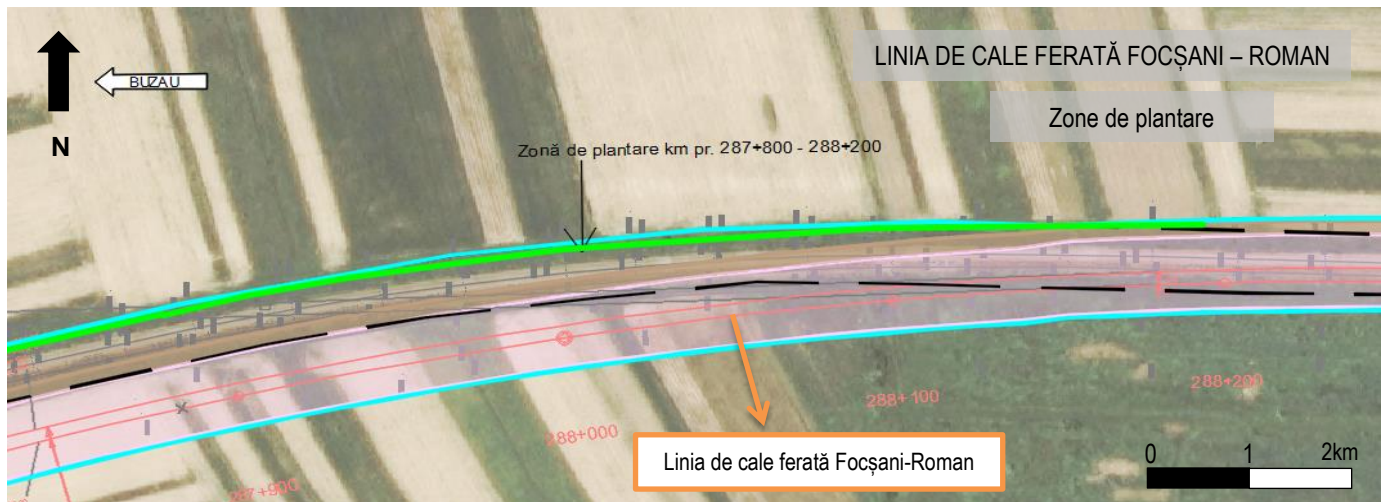 LINIA DE CALE FERATĂ FOCȘANI – ROMAN
BUZAU
Zone de plantare
N
Zonă de plantare km pr. 287+800 - 288+200
288+200
288+100
288+000
Linia de cale ferată Focșani-Roman
0 1 2km
287+900